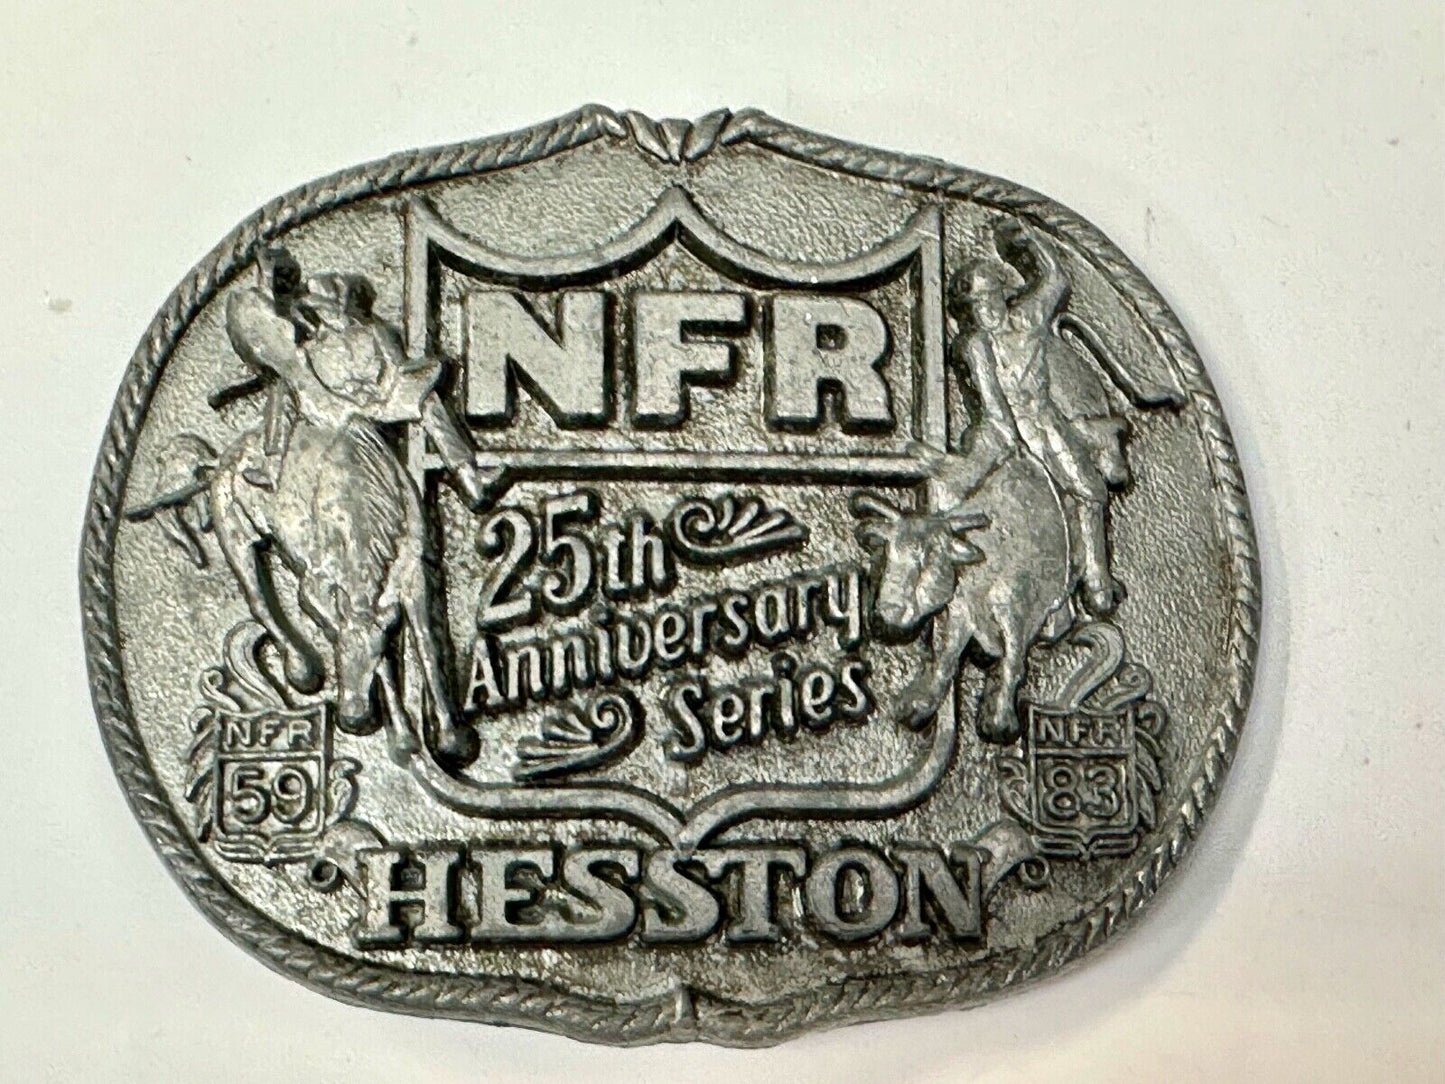 NFR
25th
Anniversary
Series
NFR
59
NFR
83
HESSTON